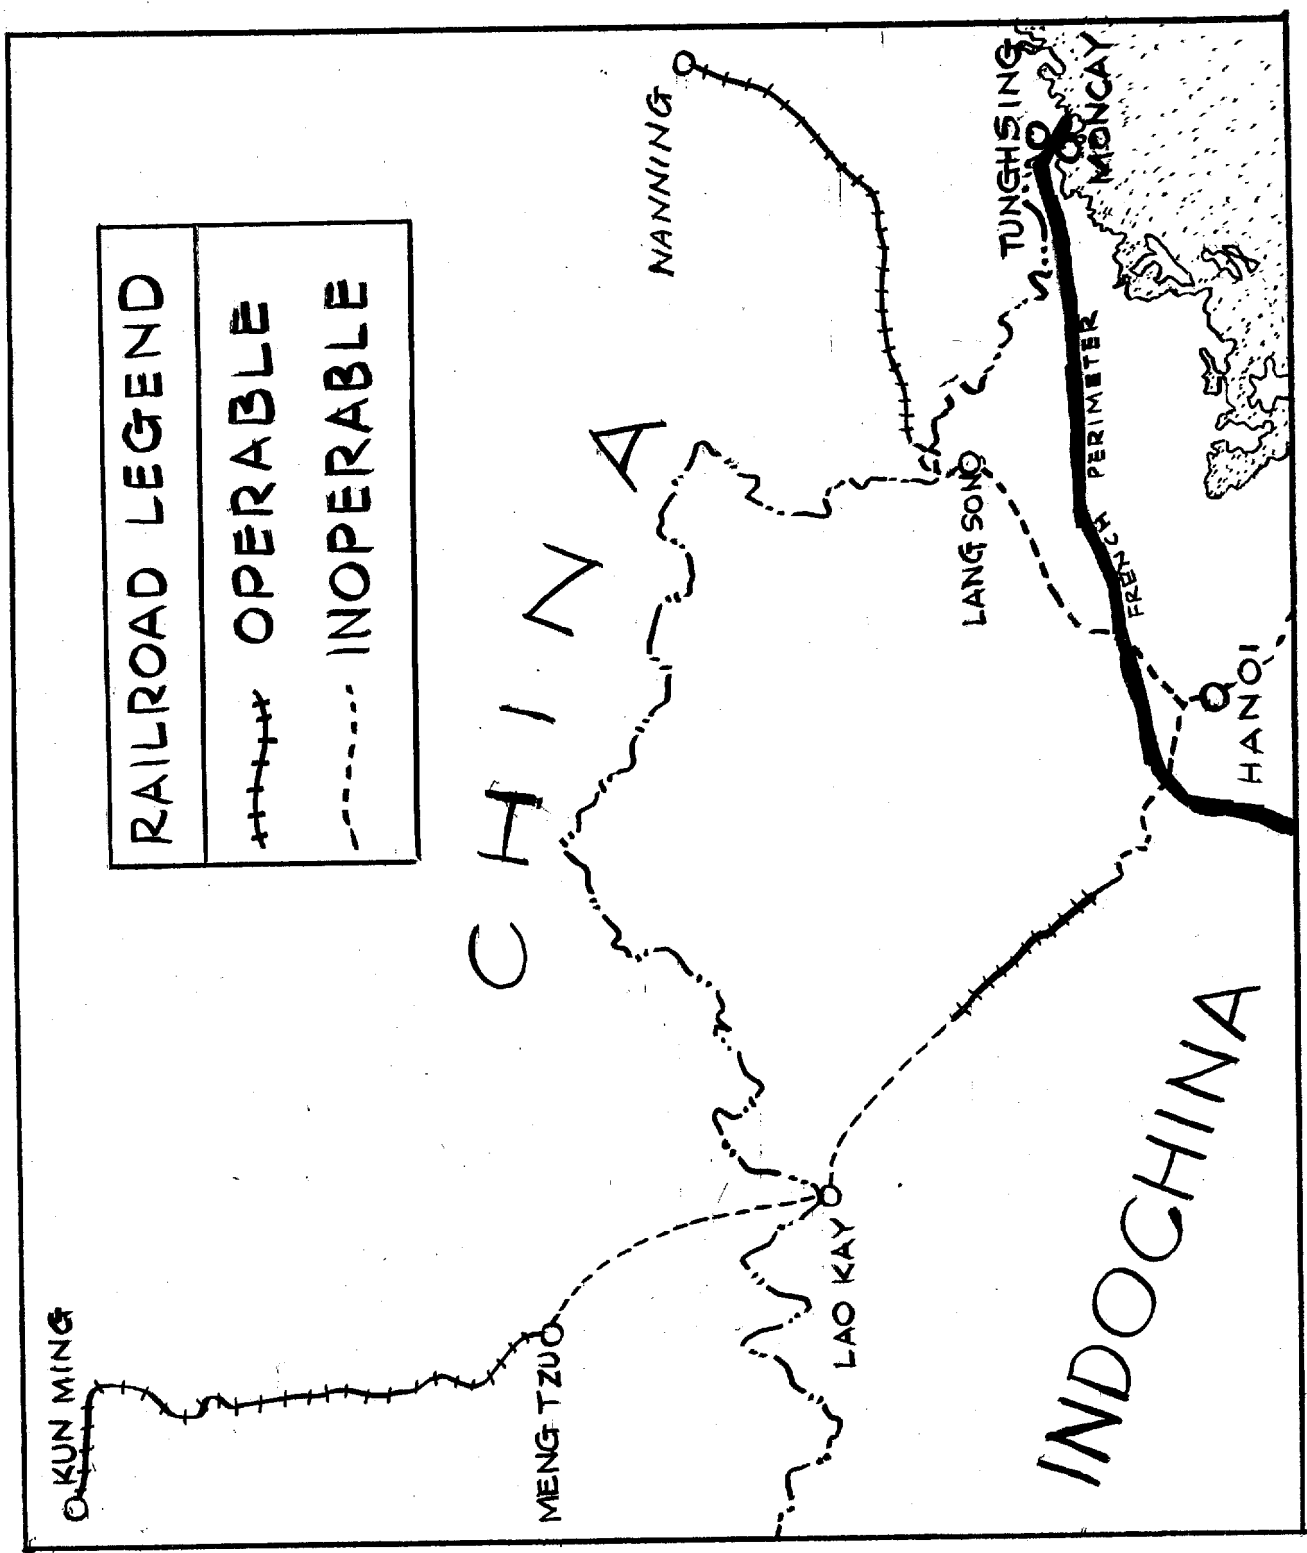 RAILROAD LEGEND
OPERABLE
INOPERABLE
KUN MING
MENG TZU
LAO KAY
CHINA
NANNING
LANG SON
TUNGHSING
MONCAY
FRENCH PERIMETER
HANOI
INDOCHINA